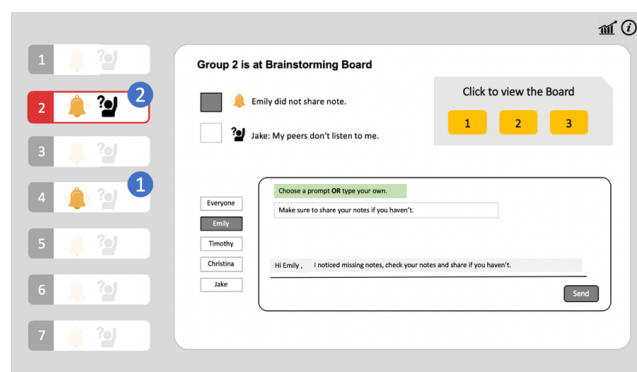 i
1
?
2
?
2
3
?
4
?
1
5
?
6
?
7
?
Group 2 is at Brainstorming Board
Emily did not share note.
? Jake: My peers don't listen to me.
Click to view the Board
1 2 3
Everyone
Emily
Timothy
Christina
Jake
Choose a prompt OR type your own.
Make sure to share your notes if you haven't.
Hi Emily , I noticed missing notes, check your notes and share if you haven't.
Send